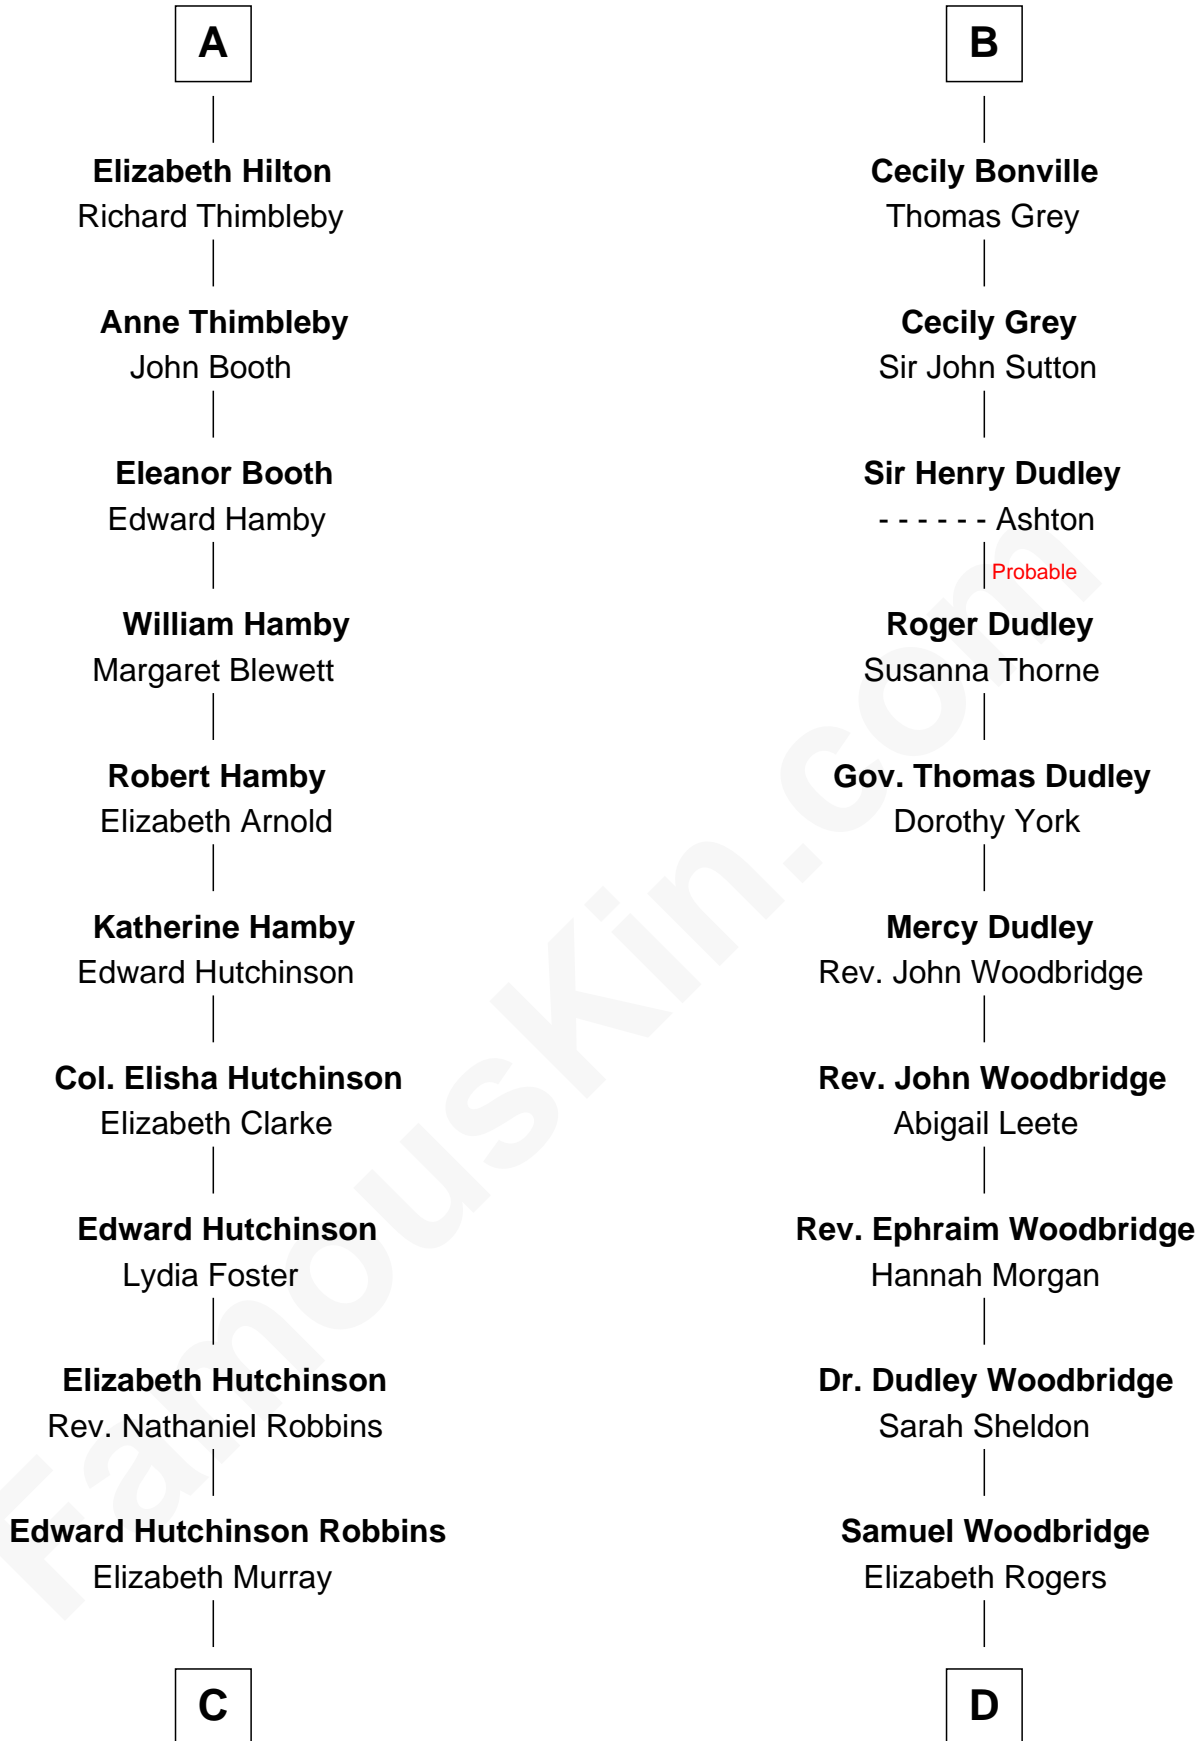 A
Elizabeth Hilton
Richard Thimbleby
Anne Thimbleby
John Booth
Eleanor Booth
Edward Hamby
William Hamby
Margaret Blewett
Robert Hamby
Elizabeth Arnold
Katherine Hamby
Edward Hutchinson
Col. Elisha Hutchinson
Elizabeth Clarke
Edward Hutchinson
Lydia Foster
Elizabeth Hutchinson
Rev. Nathaniel Robbins
Edward Hutchinson Robbins
Elizabeth Murray
C
B
Cecily Bonville
Thomas Grey
Cecily Grey
Sir John Sutton
Sir Henry Dudley
- - - - - - Ashton
Probable
Roger Dudley
Susanna Thorne
Gov. Thomas Dudley
Dorothy York
Mercy Dudley
Rev. John Woodbridge
Rev. John Woodbridge
Abigail Leete
Rev. Ephraim Woodbridge
Hannah Morgan
Dr. Dudley Woodbridge
Sarah Sheldon
Samuel Woodbridge
Elizabeth Rogers
D
FamousKin.com